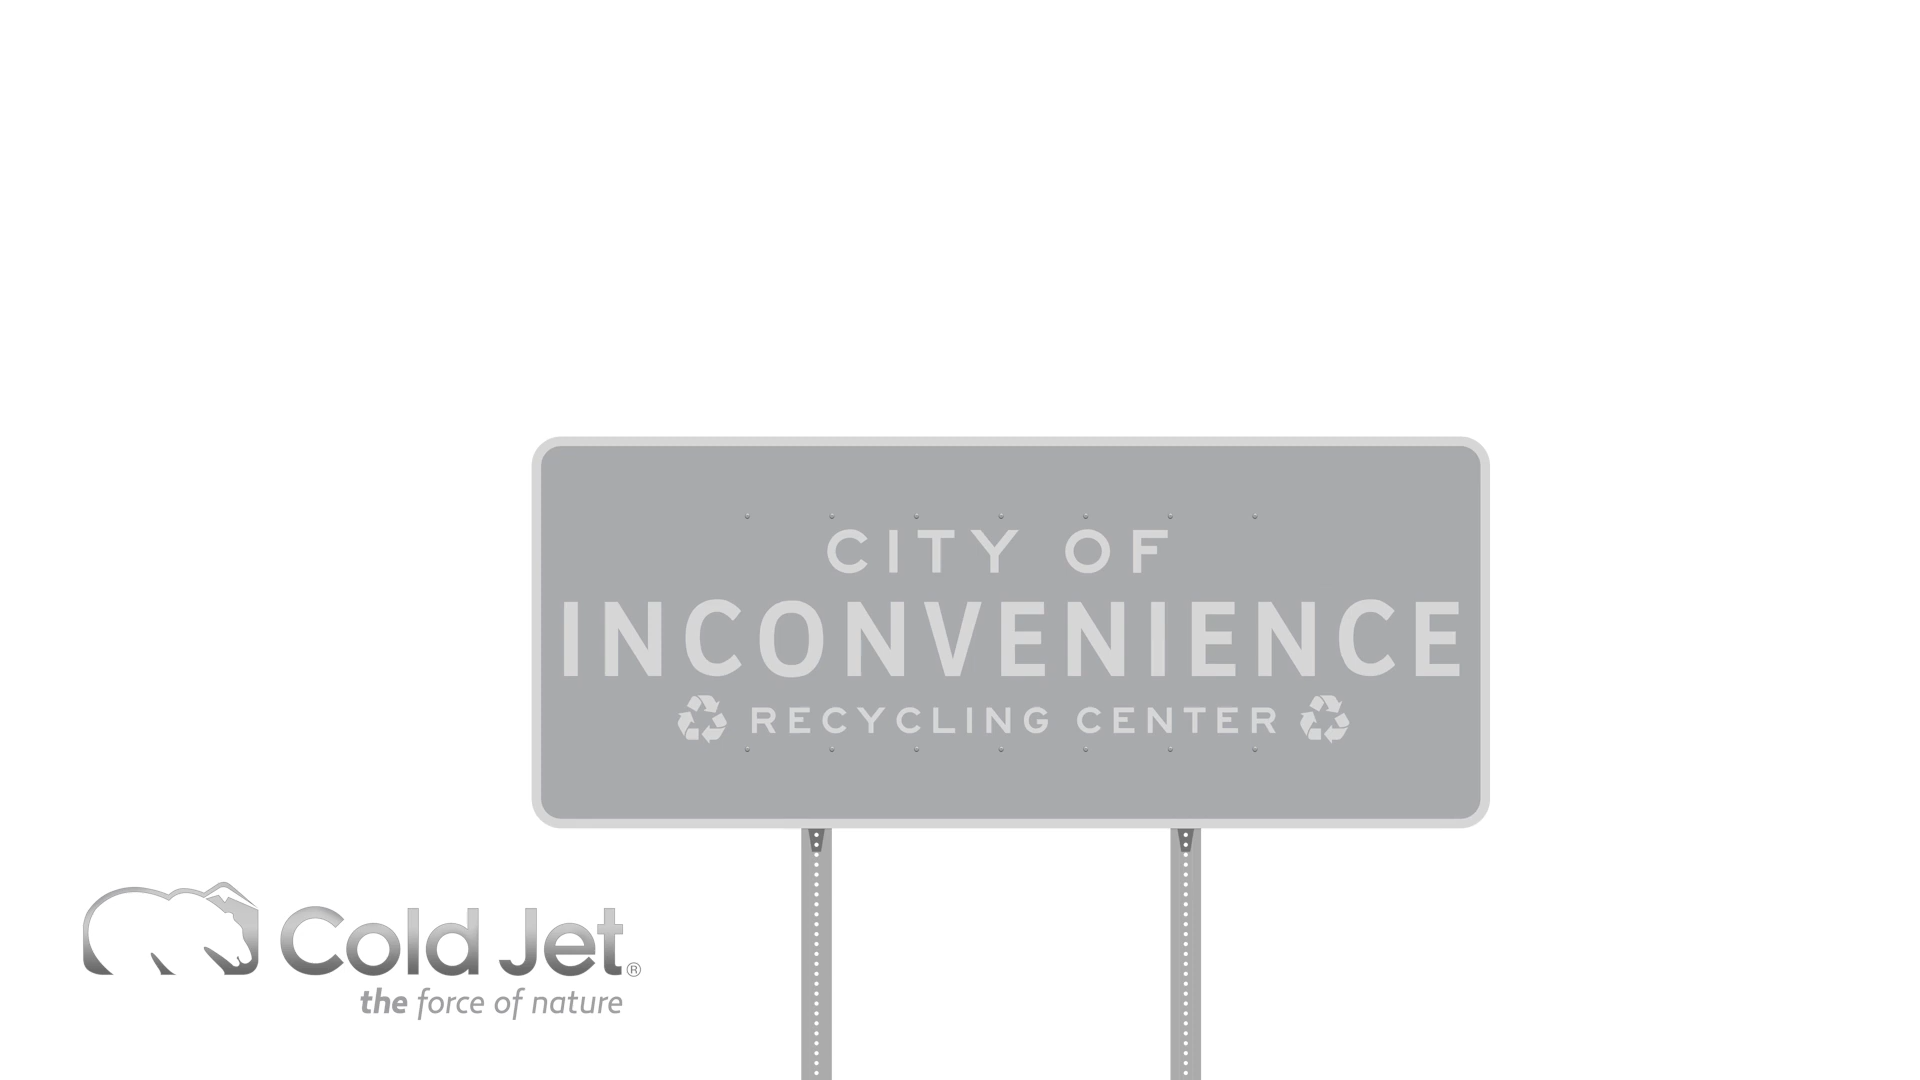 CITY OF
INCONVENIENCE
RECYCLING CENTER
Cold Jet®
the force of nature